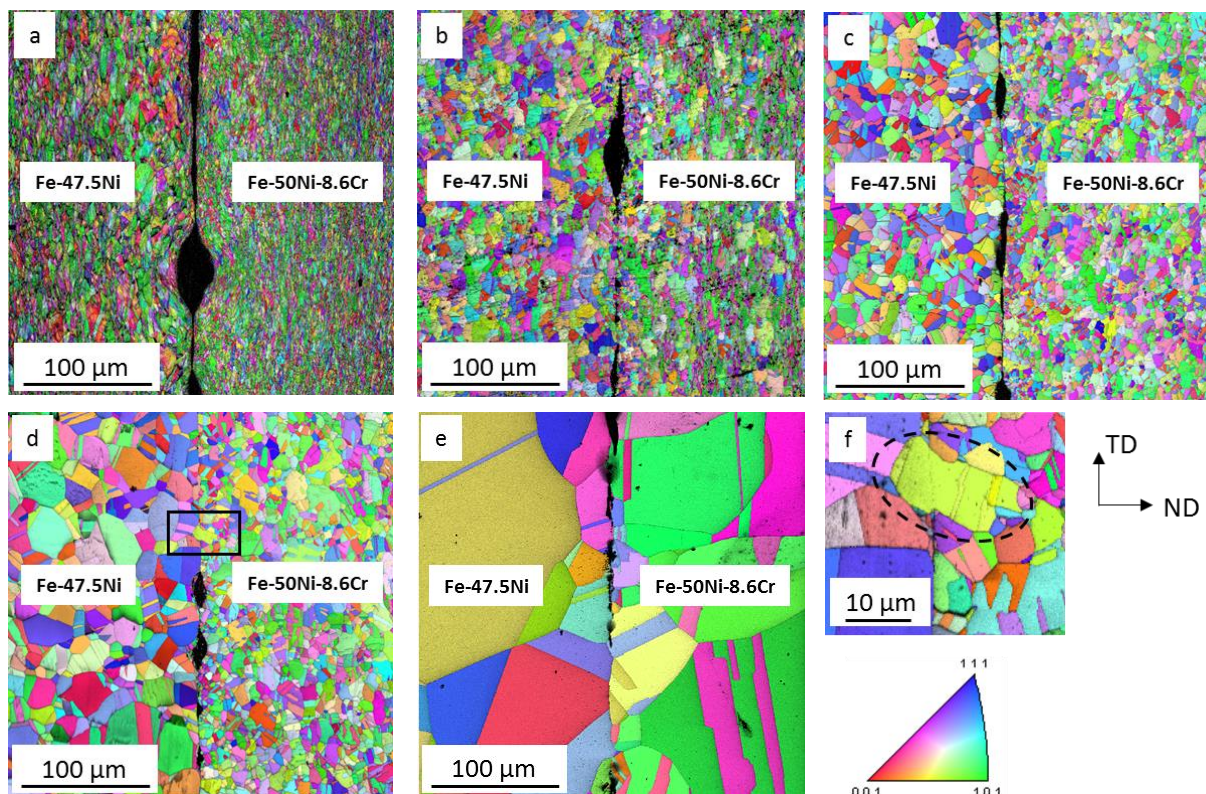 a
b
c
Fe-47.5Ni
Fe-50Ni-8.6Cr
Fe-47.5Ni
Fe-50Ni-8.6Cr
Fe-47.5Ni
Fe-50Ni-8.6Cr
100 µm
100 µm
100 µm
d
e
f
TD
ND
Fe-47.5Ni
Fe-50Ni-8.6Cr
Fe-47.5Ni
Fe-50Ni-8.6Cr
10 µm
100 µm
100 µm
1 1 1
0 0 1
1 0 1